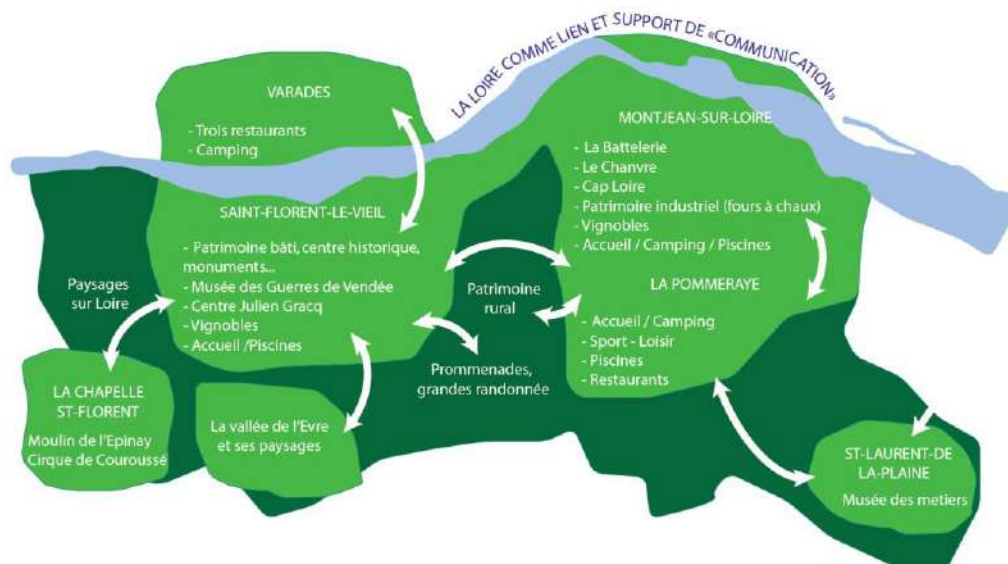 LA LOIRE COMME LIEN ET SUPPORT DE «COMMUNICATION»
VARADES
- Trois restaurants
- Camping
MONTJEAN-SUR-LOIRE
- La Battelerie
- Le Chanvre
- Cap Loire
- Patrimoine industriel (fours à chaux)
- Vignobles
- Accueil / Camping / Piscines
SAINT-FLORENT-LE-VIEIL
- Patrimoine bâti, centre historique,
monuments...
- Musée des Guerres de Vendée
- Centre Julien Gracq
- Vignobles
- Accueil /Piscines
Paysages
sur Loire
Patrimoine
rural
LA POMMERAYE
- Accueil / Camping
- Sport - Loisir
- Piscines
- Restaurants
Prommenades,
grandes randonnée
LA CHAPELLE
ST-FLORENT
Moulin de l'Epinay
Cirque de Courossé
La vallée de l'Evre
et ses paysages
ST-LAURENT-DE
LA-PLAINE
Musée des metiers